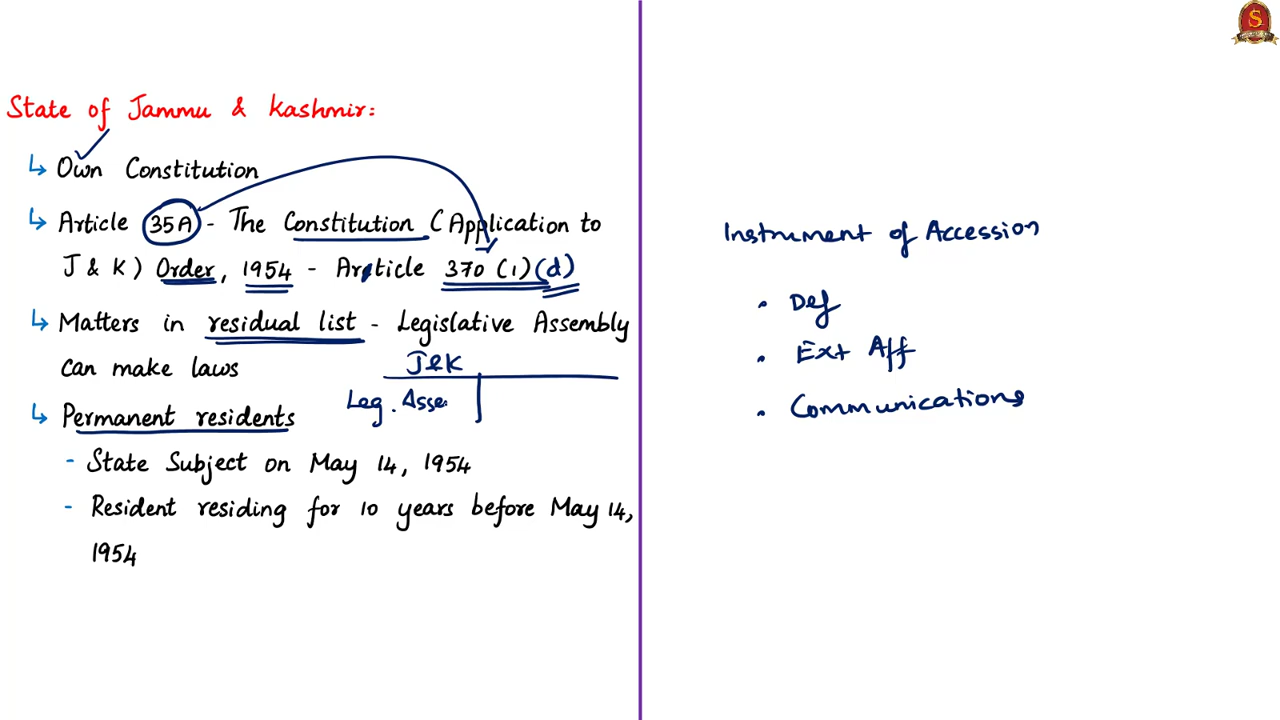 State of Jammu & Kashmir:
↳ Own Constitution
↳ Article 35A - The Constitution (Application to
J & K) Order, 1954 - Article 370 (1) (d)
↳ Matters in residual list - Legislative Assembly
can make laws
J&K
Leg. Asse
↳ Permanent residents
- State Subject on May 14, 1954
- Resident residing for 10 years before May 14,
1954
Instrument of Accession
• Def
• Ext Aff
• Communications
S